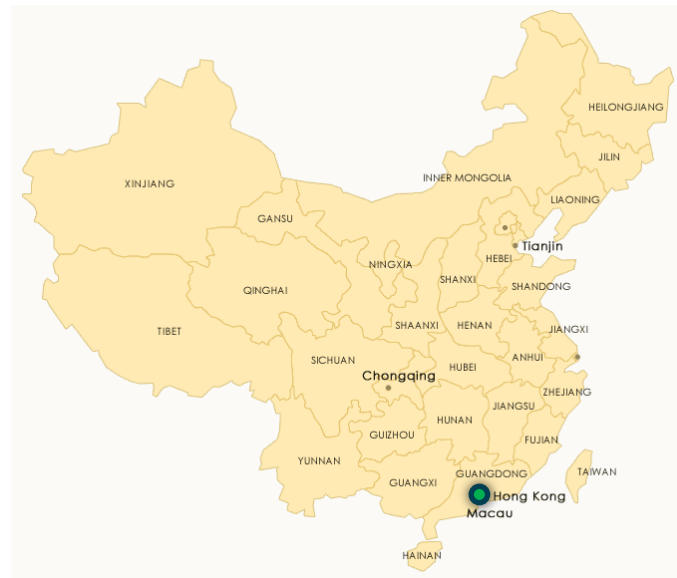 HEILONGJIANG
JILIN
INNER MONGOLIA
XINJIANG
LIAONING
GANSU
Tianjin
HEBEI
NINGXIA
SHANXI
SHANDONG
QINGHAI
SHAANXI
HENAN
JIANGXI
TIBET
ANHUI
SICHUAN
HUBEI
Chongqing
ZHEJIANG
JIANGSU
HUNAN
GUIZHOU
FUJIAN
YUNNAN
GUANGDONG
TAIWAN
GUANGXI
Hong Kong
Macau
HAINAN